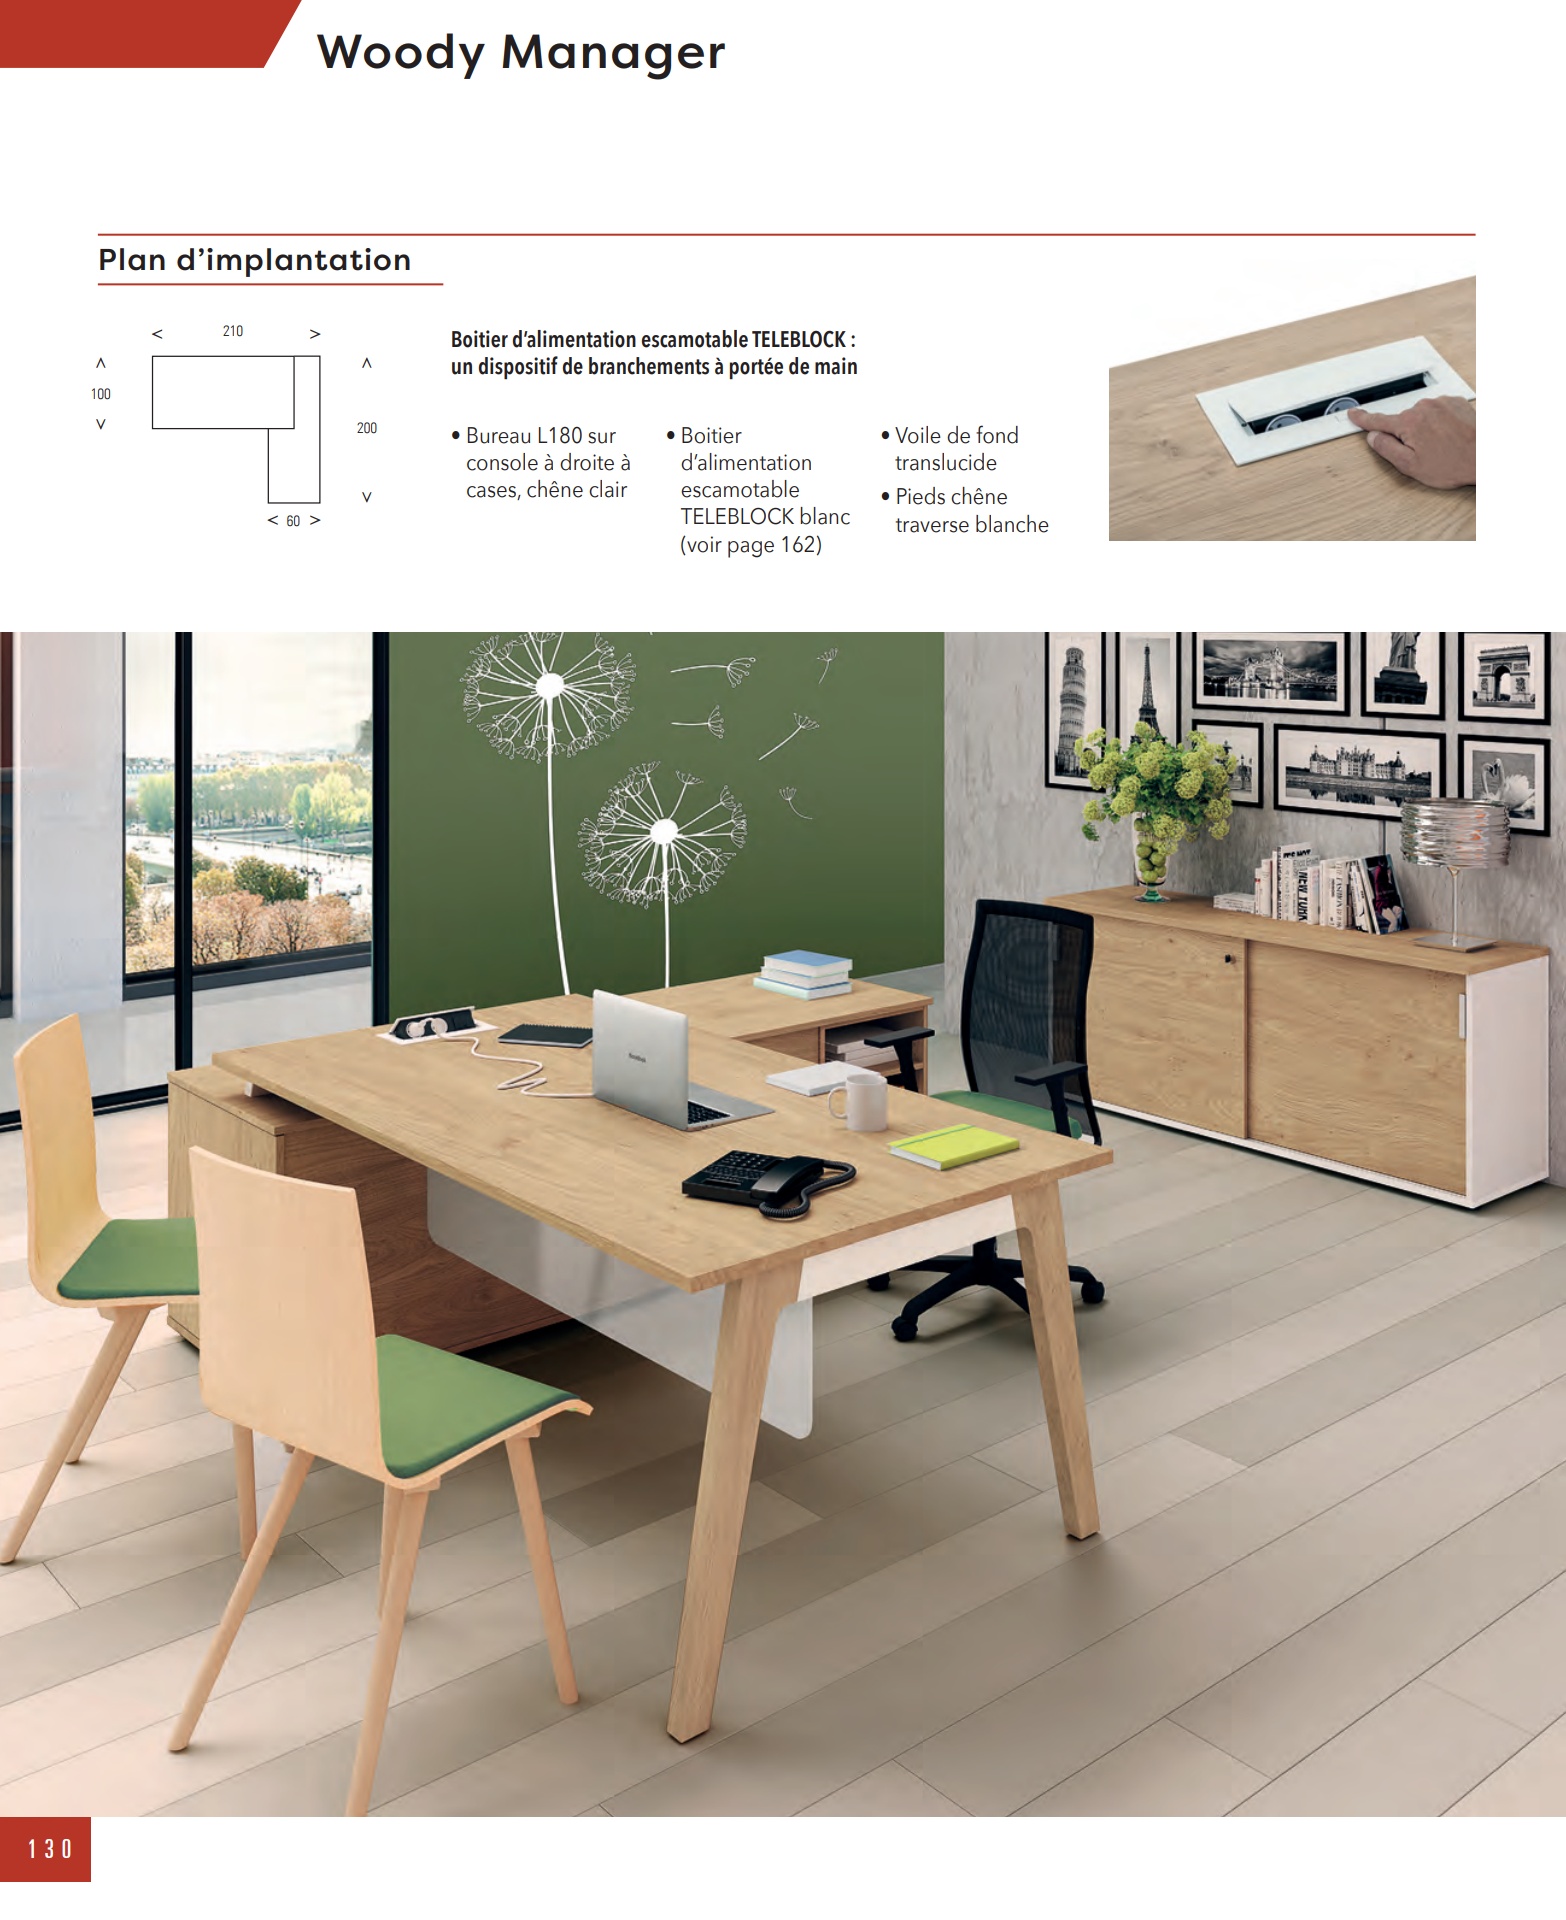 Woody Manager
Plan d'implantation
< 210 >
100
200
< 60 >
Boitier d'alimentation escamotable TELEBLOCK :
un dispositif de branchements à portée de main
• Bureau L180 sur
console à droite à
cases, chêne clair
• Boitier
d'alimentation
escamotable
TELEBLOCK blanc
(voir page 162)
• Voile de fond
translucide
• Pieds chêne
traverse blanche
NEW YORK
130